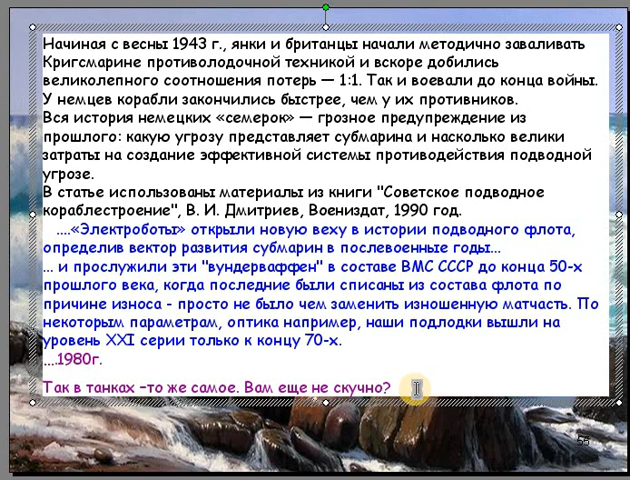 Начиная с весны 1943 г., янки и британцы начали методично заваливать
Кригсмарине противолодочной техникой и вскоре добились
великолепного соотношения потерь — 1:1. Так и воевали до конца войны.
У немцев корабли закончились быстрее, чем у их противников.
Вся история немецких «семерок» — грозное предупреждение из
прошлого: какую угрозу представляет субмарина и насколько велики
затраты на создание эффективной системы противодействия подводной
угрозе.
В статье использованы материалы из книги "Советское подводное
кораблестроение", В. И. Дмитриев, Воениздат, 1990 год.
....«Электроботы» открыли новую веху в истории подводного флота,
определив вектор развития субмарин в послевоенные годы...
... и прослужили эти "вундерваффен" в составе ВМС СССР до конца 50-х
прошлого века, когда последние были списаны из состава флота по
причине износа - просто не было чем заменить изношенную матчасть. По
некоторым параметрам, оптика например, наши подлодки вышли на
уровень XXI серии только к концу 70-х.
....1980г.
Так в танках –то же самое. Вам еще не скучно?
55